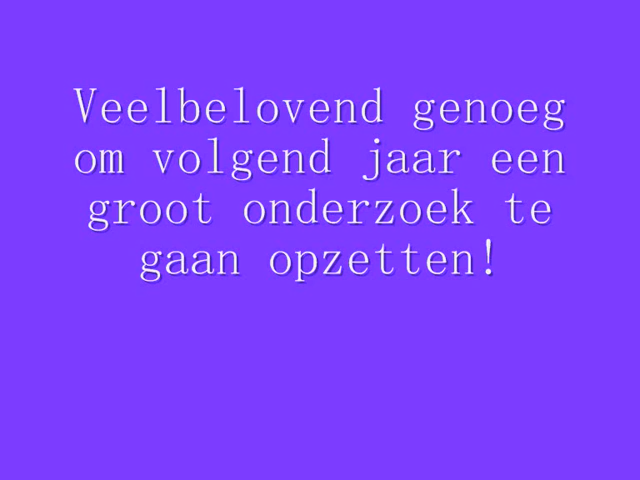 Veelbelovend genoeg
om volgend jaar een
groot onderzoek te
gaan opzetten!